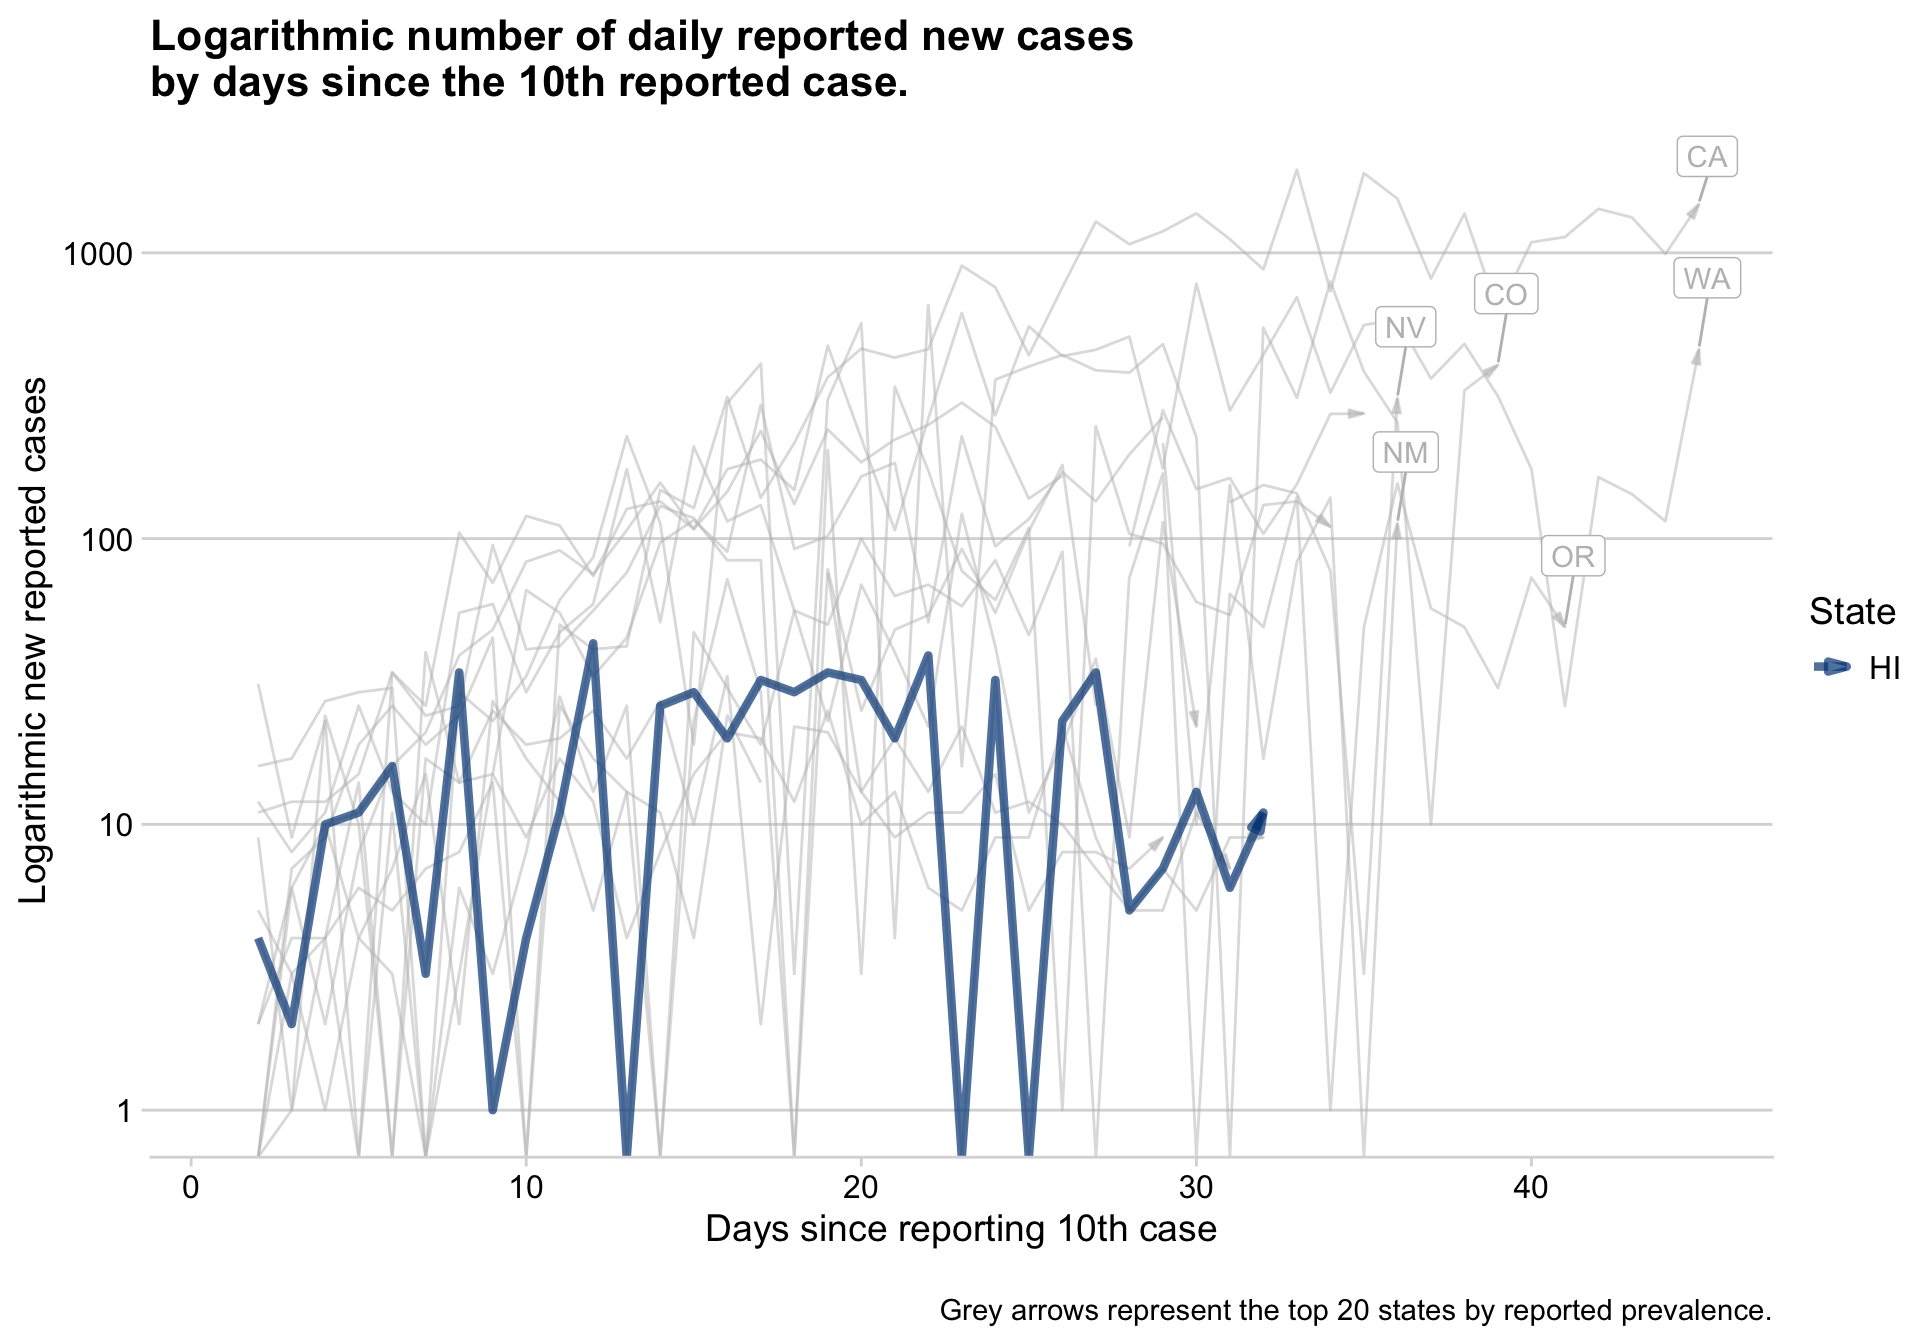 Logarithmic number of daily reported new cases
by days since the 10th reported case.
CA
WA
CO
NV
NM
OR
Logarithmic new reported cases
1000
100
10
1
0
10
20
30
40
Days since reporting 10th case
State
HI
Grey arrows represent the top 20 states by reported prevalence.